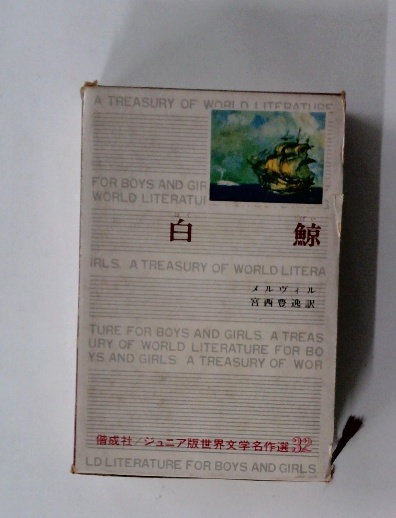 A TREASURY OF WORLD LITERATURE
FOR BOYS AND GIR
WORLD LITERATU
白鯨
IRLS. A TREASURY OF WORLD LITERA
メルヴィル
宮西豊逸訳
TURE FOR BOYS AND GIRLS. A TREAS
URY OF WORLD LITERATURE FOR BO
YS AND GIRLS. A TREASURY OF WOR
偕成社/ジュニア版世界文学名作選32
LD LITERATURE FOR BOYS AND GIRLS